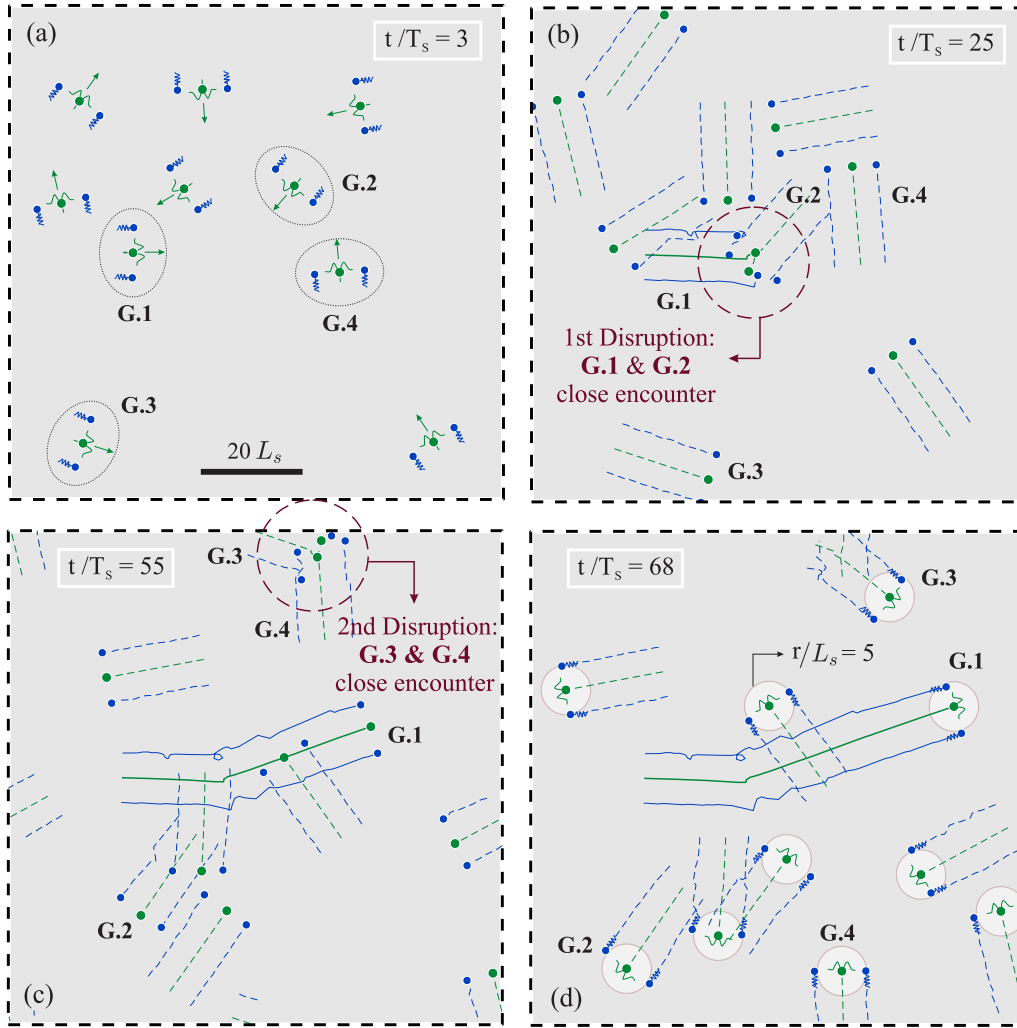 (a)
t/Tₛ = 3
G.2
G.1
G.4
G.3
20 Lₛ
(b)
t/Tₛ = 25
G.2
G.4
G.1
1st Disruption:
G.1 & G.2
close encounter
G.3
t/Tₛ = 55
G.3
G.4
2nd Disruption:
G.3 & G.4
close encounter
G.1
G.2
(c)
t/Tₛ = 68
G.3
r/Lₛ = 5
G.1
G.2
G.4
(d)